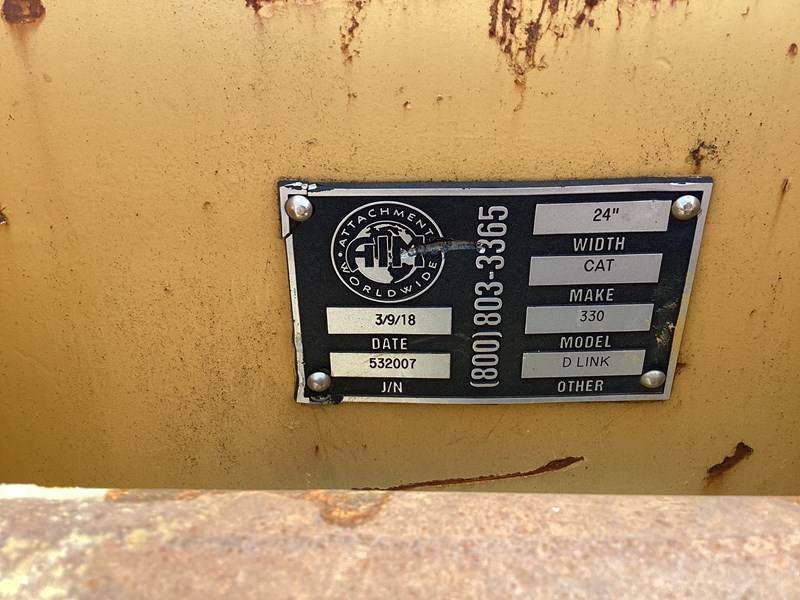 ATTACHMENT
AIM
WORLDWIDE
3/9/18
DATE
532007
J/N
(800) 803-3365
24"
WIDTH
CAT
MAKE
330
MODEL
D LINK
OTHER